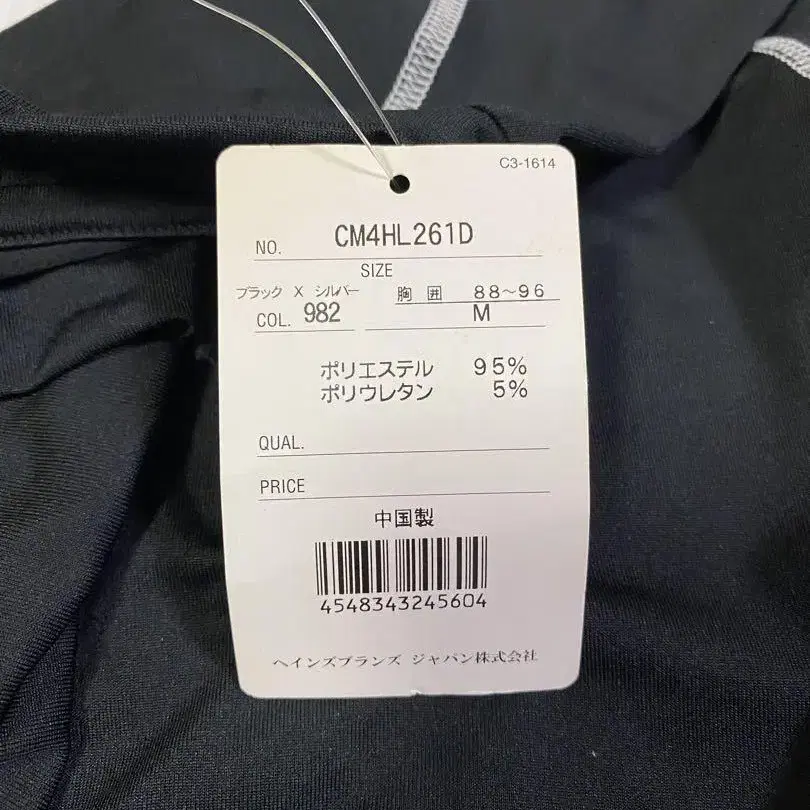 C3-1614
NO. CM4HL261D
SIZE
ブラック X シルバー 胸囲 88~96
COL. 982 M
ポリエステル 95%
ポリウレタン 5%
QUAL.
PRICE
中国製
4548343245604
ヘインズブランズ ジャパン株式会社